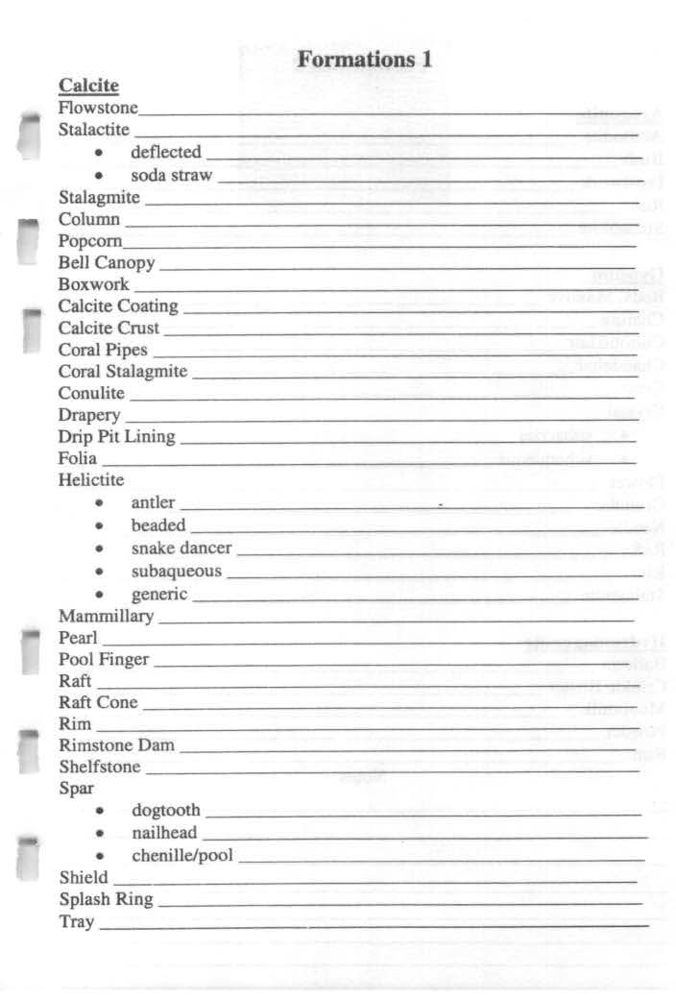 Formations 1
Calcite
Flowstone
Stalactite
• deflected
• soda straw
Stalagmite
Column
Popcorn
Bell Canopy
Boxwork
Calcite Coating
Calcite Crust
Coral Pipes
Coral Stalagmite
Conulite
Drapery
Drip Pit Lining
Folia
Helictite
• antler
• beaded
• snake dancer
• subaqueous
• generic
Mammillary
Pearl
Pool Finger
Raft
Raft Cone
Rim
Rimstone Dam
Shelfstone
Spar
• dogtooth
• nailhead
• chenille/pool
Shield
Splash Ring
Tray